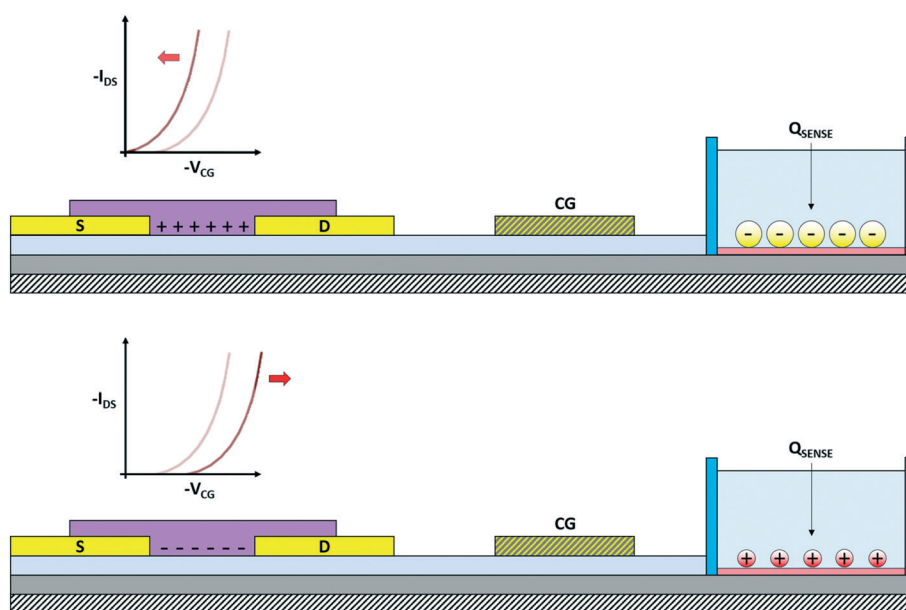 -I_DS
-V_CG
S
+ + + + + +
D
CG
Q_SENSE
- - - - -
-I_DS
-V_CG
S
- - - - - -
D
CG
Q_SENSE
+ + + + +